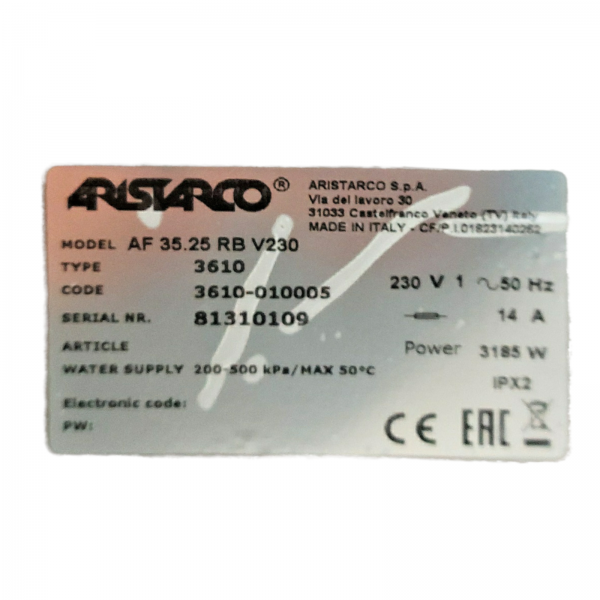 ARISTARCO®
ARISTARCO S.p.A.
Via del lavoro 30
31033 Castelfranco Veneto (TV) Italy
MADE IN ITALY - CF/P.I.01823140262
MODEL AF 35.25 RB V230
TYPE 3610
CODE 3610-010005
SERIAL NR. 81310109
230 V 1 ~50 Hz
14 A
ARTICLE
Power 3185 W
WATER SUPPLY 200-500 kPa/MAX 50°C
IPX2
Electronic code:
PW:
CE EAC